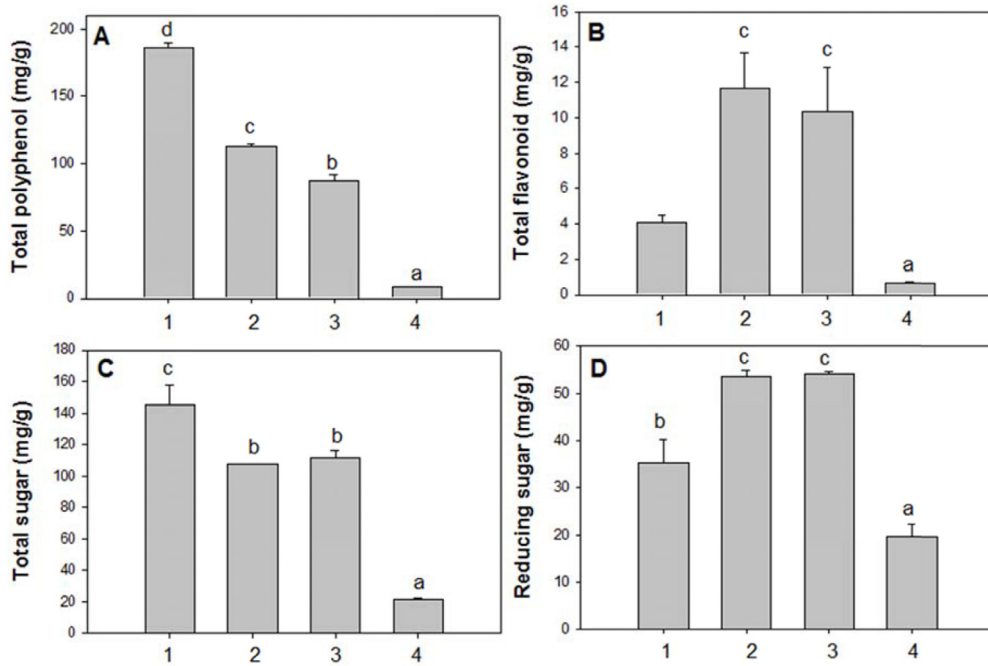 A
Total polyphenol (mg/g)
200
150
100
50
0
d
c
b
a
1 2 3 4
B
Total flavonoid (mg/g)
16
14
12
10
8
6
4
2
0
c
c
a
1 2 3 4
C
Total sugar (mg/g)
180
160
140
120
100
80
60
40
20
0
c
b
b
a
1 2 3 4
D
Reducing sugar (mg/g)
60
50
40
30
20
10
0
b
c
c
a
1 2 3 4